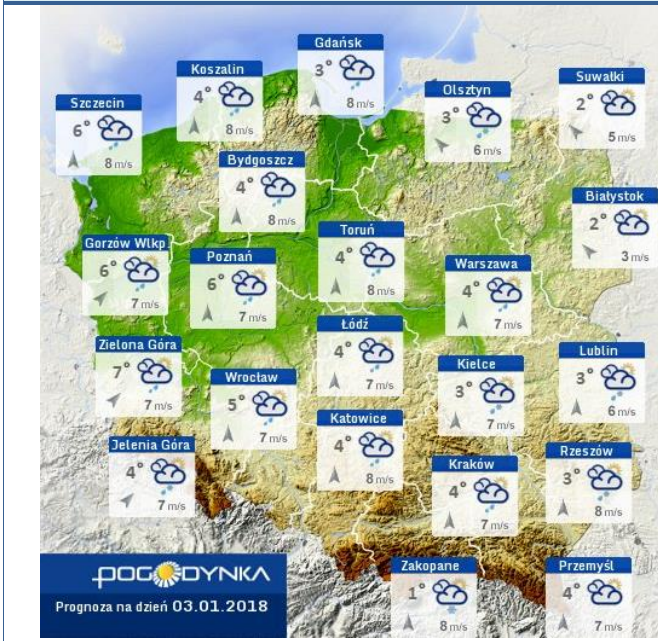 Gdańsk
3°
8 m/s
Koszalin
4°
8 m/s
Suwałki
2°
5 m/s
Olsztyn
3°
6 m/s
Szczecin
6°
8 m/s
Bydgoszcz
4°
8 m/s
Białystok
2°
3 m/s
Toruń
4°
8 m/s
Gorzów Wlkp
6°
7 m/s
Poznań
6°
7 m/s
Warszawa
4°
7 m/s
Łódź
4°
7 m/s
Zielona Góra
7°
7 m/s
Lublin
3°
6 m/s
Kielce
3°
7 m/s
Wrocław
5°
7 m/s
Katowice
4°
8 m/s
Jelenia Góra
4°
7 m/s
Rzeszów
3°
8 m/s
Kraków
4°
7 m/s
Zakopane
1°
8 m/s
Przemyśl
4°
7 m/s
POGODYNKA
Prognoza na dzień 03.01.2018